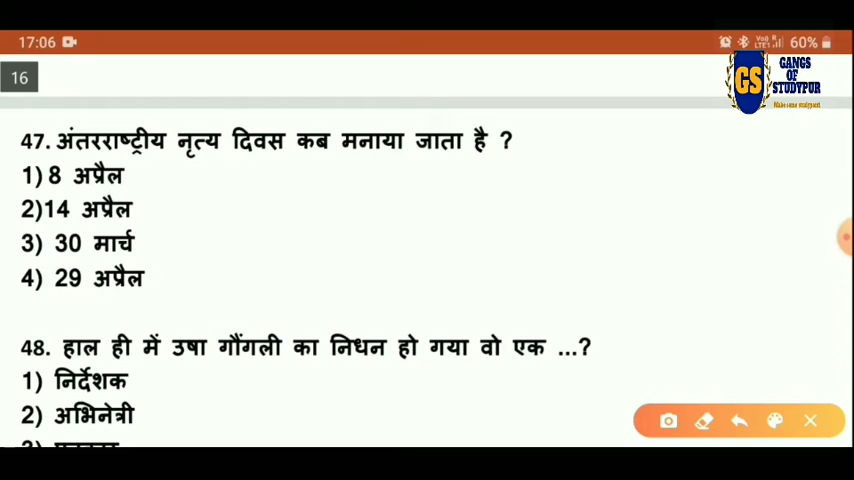 17:06
60%
16
GS
GANGS
OF
STUDYPUR
47. अंतरराष्ट्रीय नृत्य दिवस कब मनाया जाता है ?
1) 8 अप्रैल
2)14 अप्रैल
3) 30 मार्च
4) 29 अप्रैल
48. हाल ही में उषा गौंगली का निधन हो गया वो एक ...?
1) निर्देशक
2) अभिनेत्री